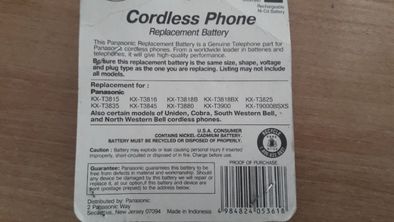 Rechargeable
Ni-Cd Battery
Cordless Phone
Replacement Battery
This Panasonic Replacement Battery is a Genuine Telephone part for
Panasonic cordless phones. From a worldwide leader in batteries and
telephones, it will give high-quality performance.
Be sure this replacement battery is the same size, shape, voltage
and plug type as the one you are replacing. Listing may not include
all models.
Replacement for :
Panasonic
KX-T3815 KX-T3816 KX-T3818B KX-T3818BX KX-T3825
KX-T3835 KX-T3845 KX-T3880 KX-T3900 KX-T9000BSXS
Also certain models of Uniden, Cobra, South Western Bell,
and North Western Bell cordless phones.
U.S.A. CONSUMER
CONTAINS NICKEL-CADMIUM BATTERY.
BATTERY MUST BE RECYCLED OR DISPOSED OF PROPERLY.
Caution : Battery may explode or leak causing personal injury if inserted
improperly, short-circuited or disposed of in fire. Charge before use.
Guarantee: Panasonic guarantees this battery to be
free from defects in material and workmanship. Should
any device be damaged by this battery we will repair or
replace it, at our option, if this battery and device are
sent (postage prepaid) to the address below.
PROOF OF PURCHASE
Distributed by: Panasonic
2 Panasonic Way
Secaucus, New Jersey 07094 Made in Indonesia
4984824053618